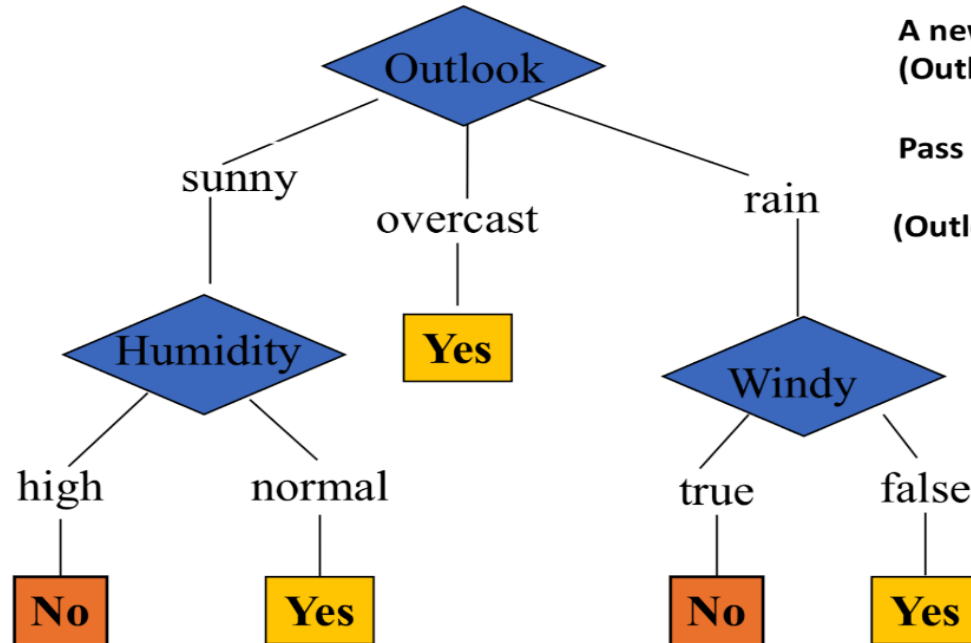 Outlook
A new
(Outl
Pass
(Outl
sunny
overcast
rain
Humidity
Yes
Windy
high
normal
true
false
No
Yes
No
Yes